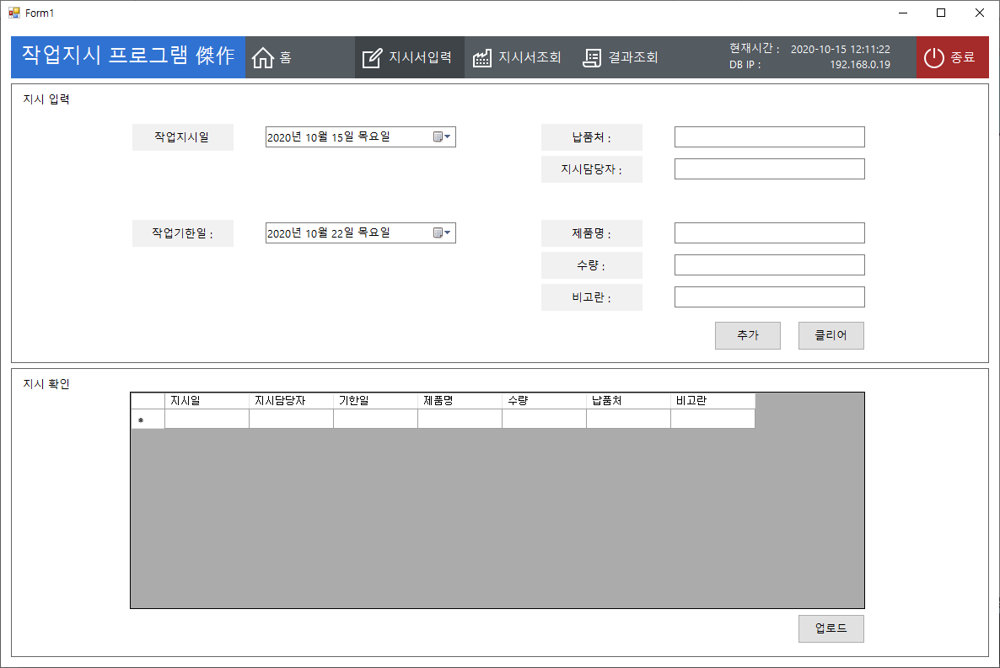 Form1
작업지시 프로그램 傑作
홈
지시서입력
지시서조회
결과조회
현재시간 : 2020-10-15 12:11:22
DB IP : 192.168.0.19
종료
지시 입력
작업지시일
2020년 10월 15일 목요일
납품처 :
지시담당자 :
작업기한일 :
2020년 10월 22일 목요일
제품명 :
수량 :
비고란 :
추가
클리어
지시 확인
지시일 지시담당자 기한일 제품명 수량 납품처 비고란
업로드